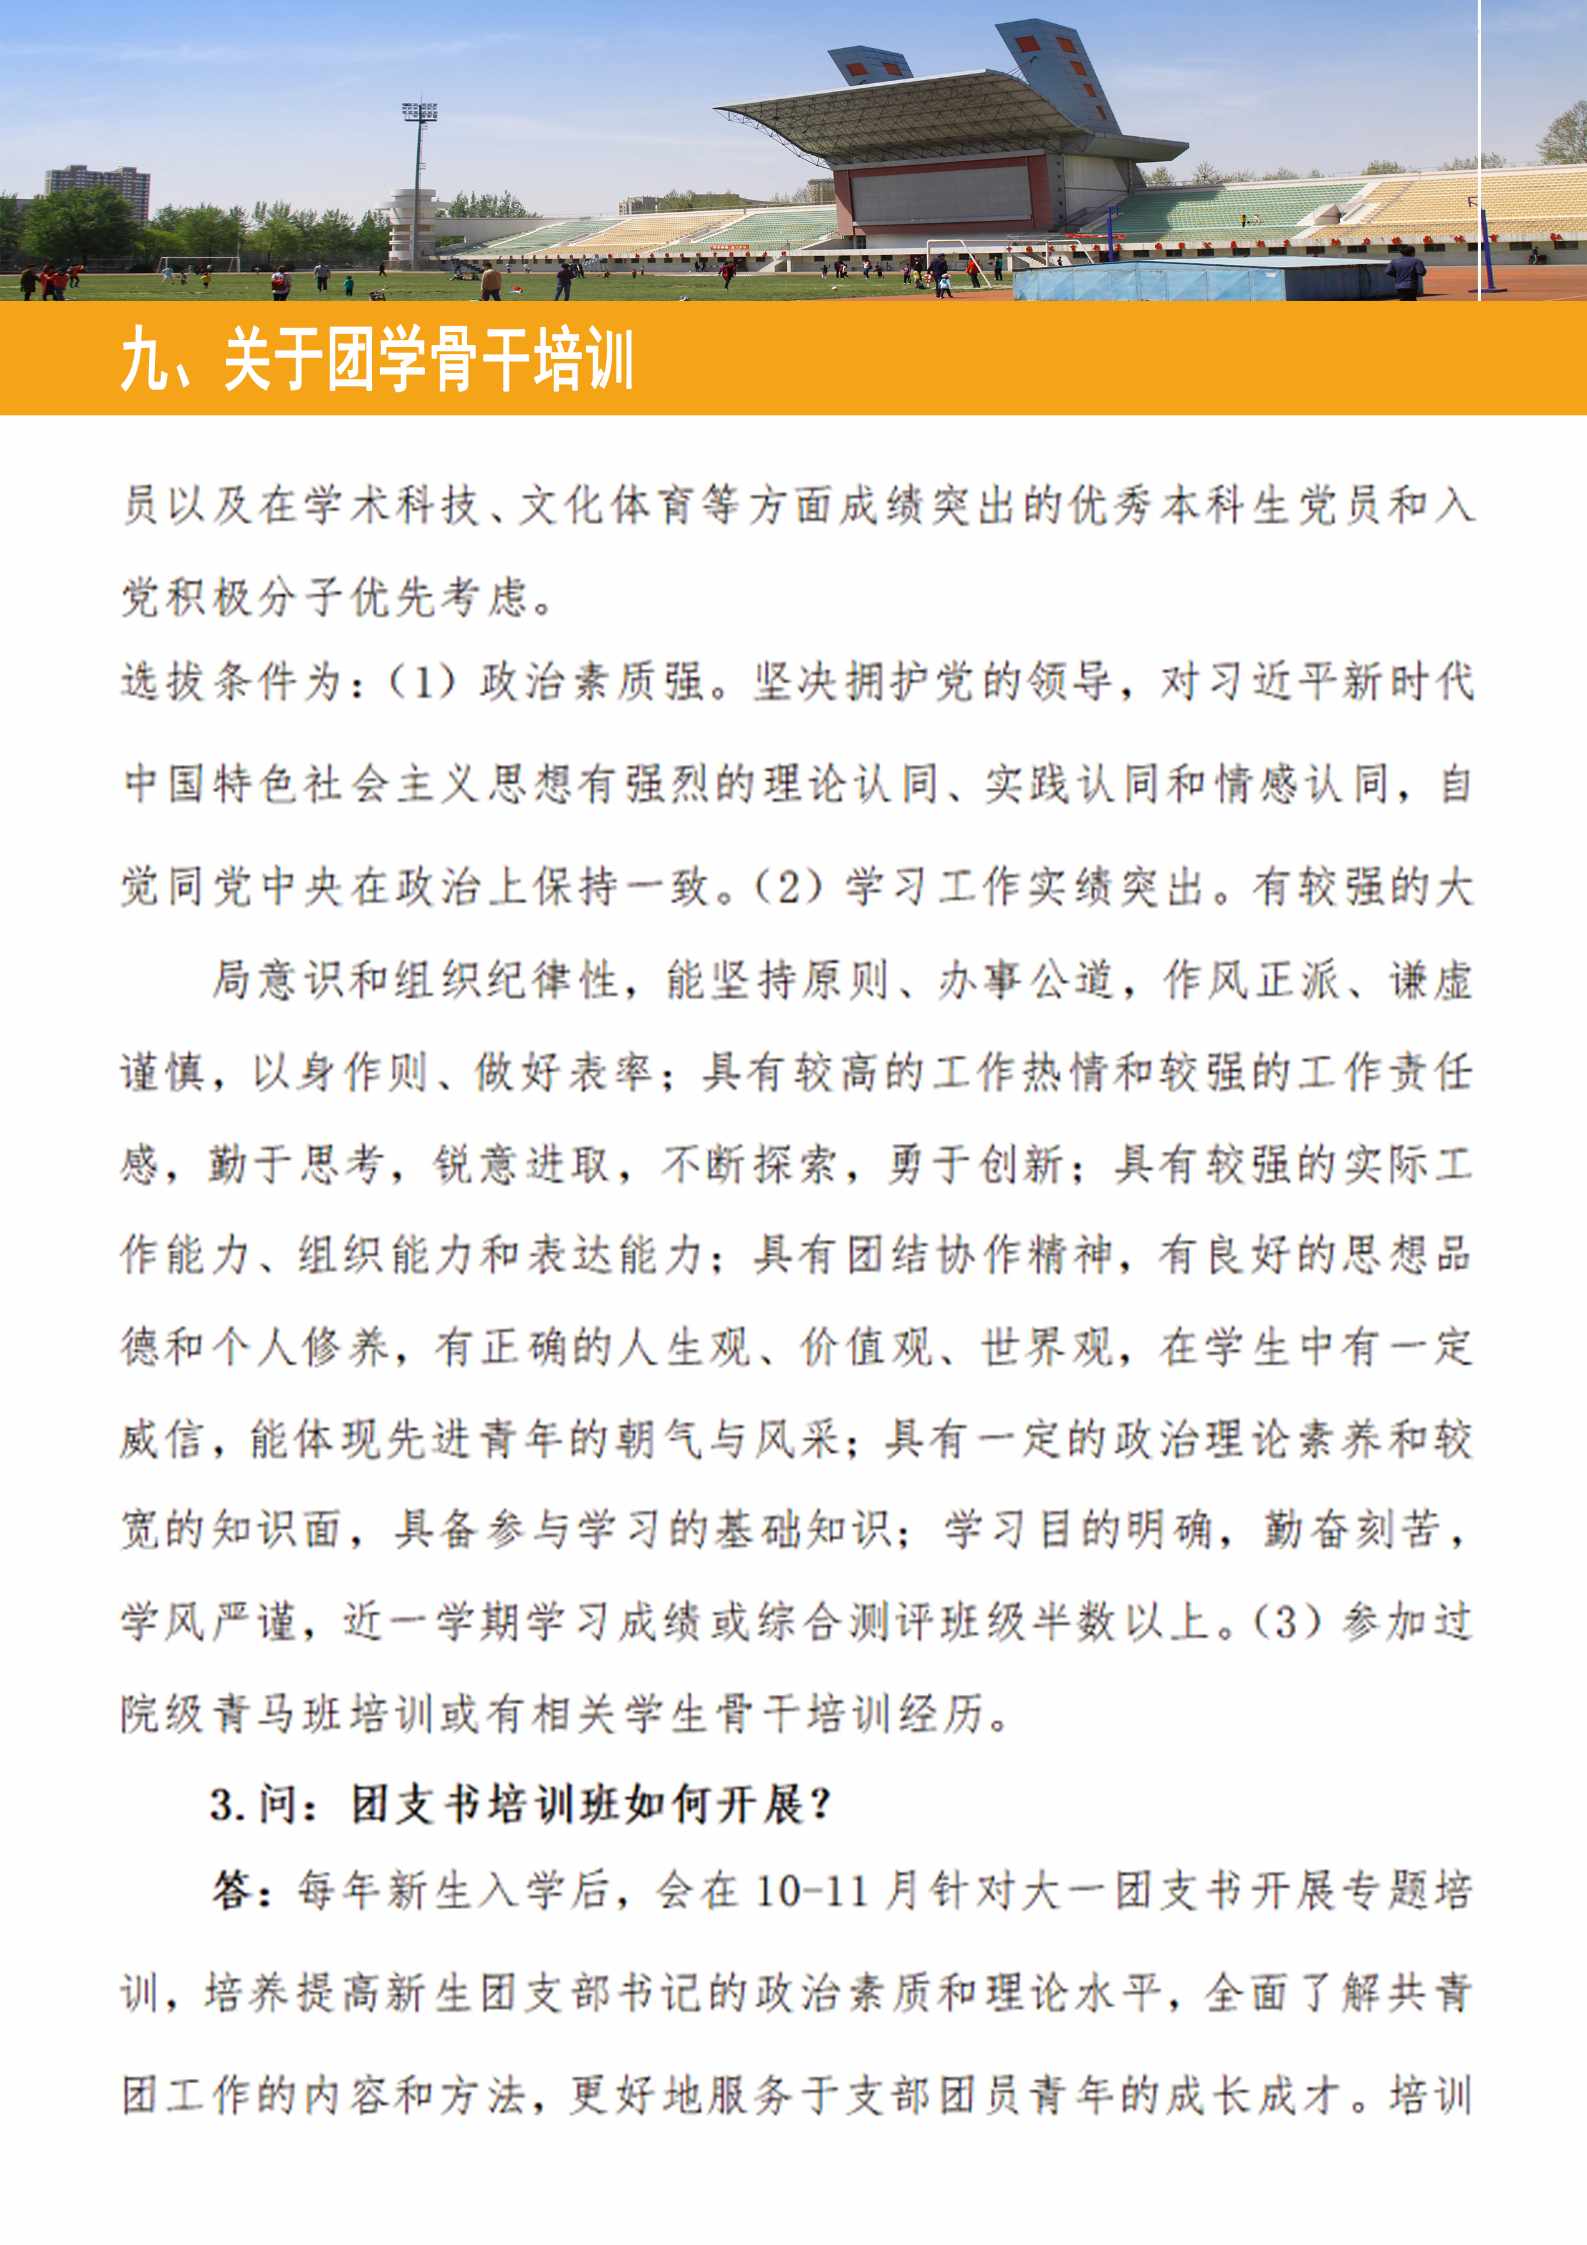 九、关于团学骨干培训
员以及在学术科技、文化体育等方面成绩突出的优秀本科生党员和入
党积极分子优先考虑。
选拔条件为：（1）政治素质强。坚决拥护党的领导，对习近平新时代
中国特色社会主义思想有强烈的理论认同、实践认同和情感认同，自
觉同党中央在政治上保持一致。（2）学习工作实绩突出。有较强的大
局意识和组织纪律性，能坚持原则、办事公道，作风正派、谦虚
谨慎，以身作则、做好表率；具有较高的工作热情和较强的工作责任
感，勤于思考，锐意进取，不断探索，勇于创新；具有较强的实际工
作能力、组织能力和表达能力；具有团结协作精神，有良好的思想品
德和个人修养，有正确的人生观、价值观、世界观，在学生中有一定
威信，能体现先进青年的朝气与风采；具有一定的政治理论素养和较
宽的知识面，具备参与学习的基础知识；学习目的明确，勤奋刻苦，
学风严谨，近一学期学习成绩或综合测评班级半数以上。（3）参加过
院级青马班培训或有相关学生骨干培训经历。
3.问：团支书培训班如何开展？
答：每年新生入学后，会在 10-11 月针对大一团支书开展专题培
训，培养提高新生团支部书记的政治素质和理论水平，全面了解共青
团工作的内容和方法，更好地服务于支部团员青年的成长成才。培训